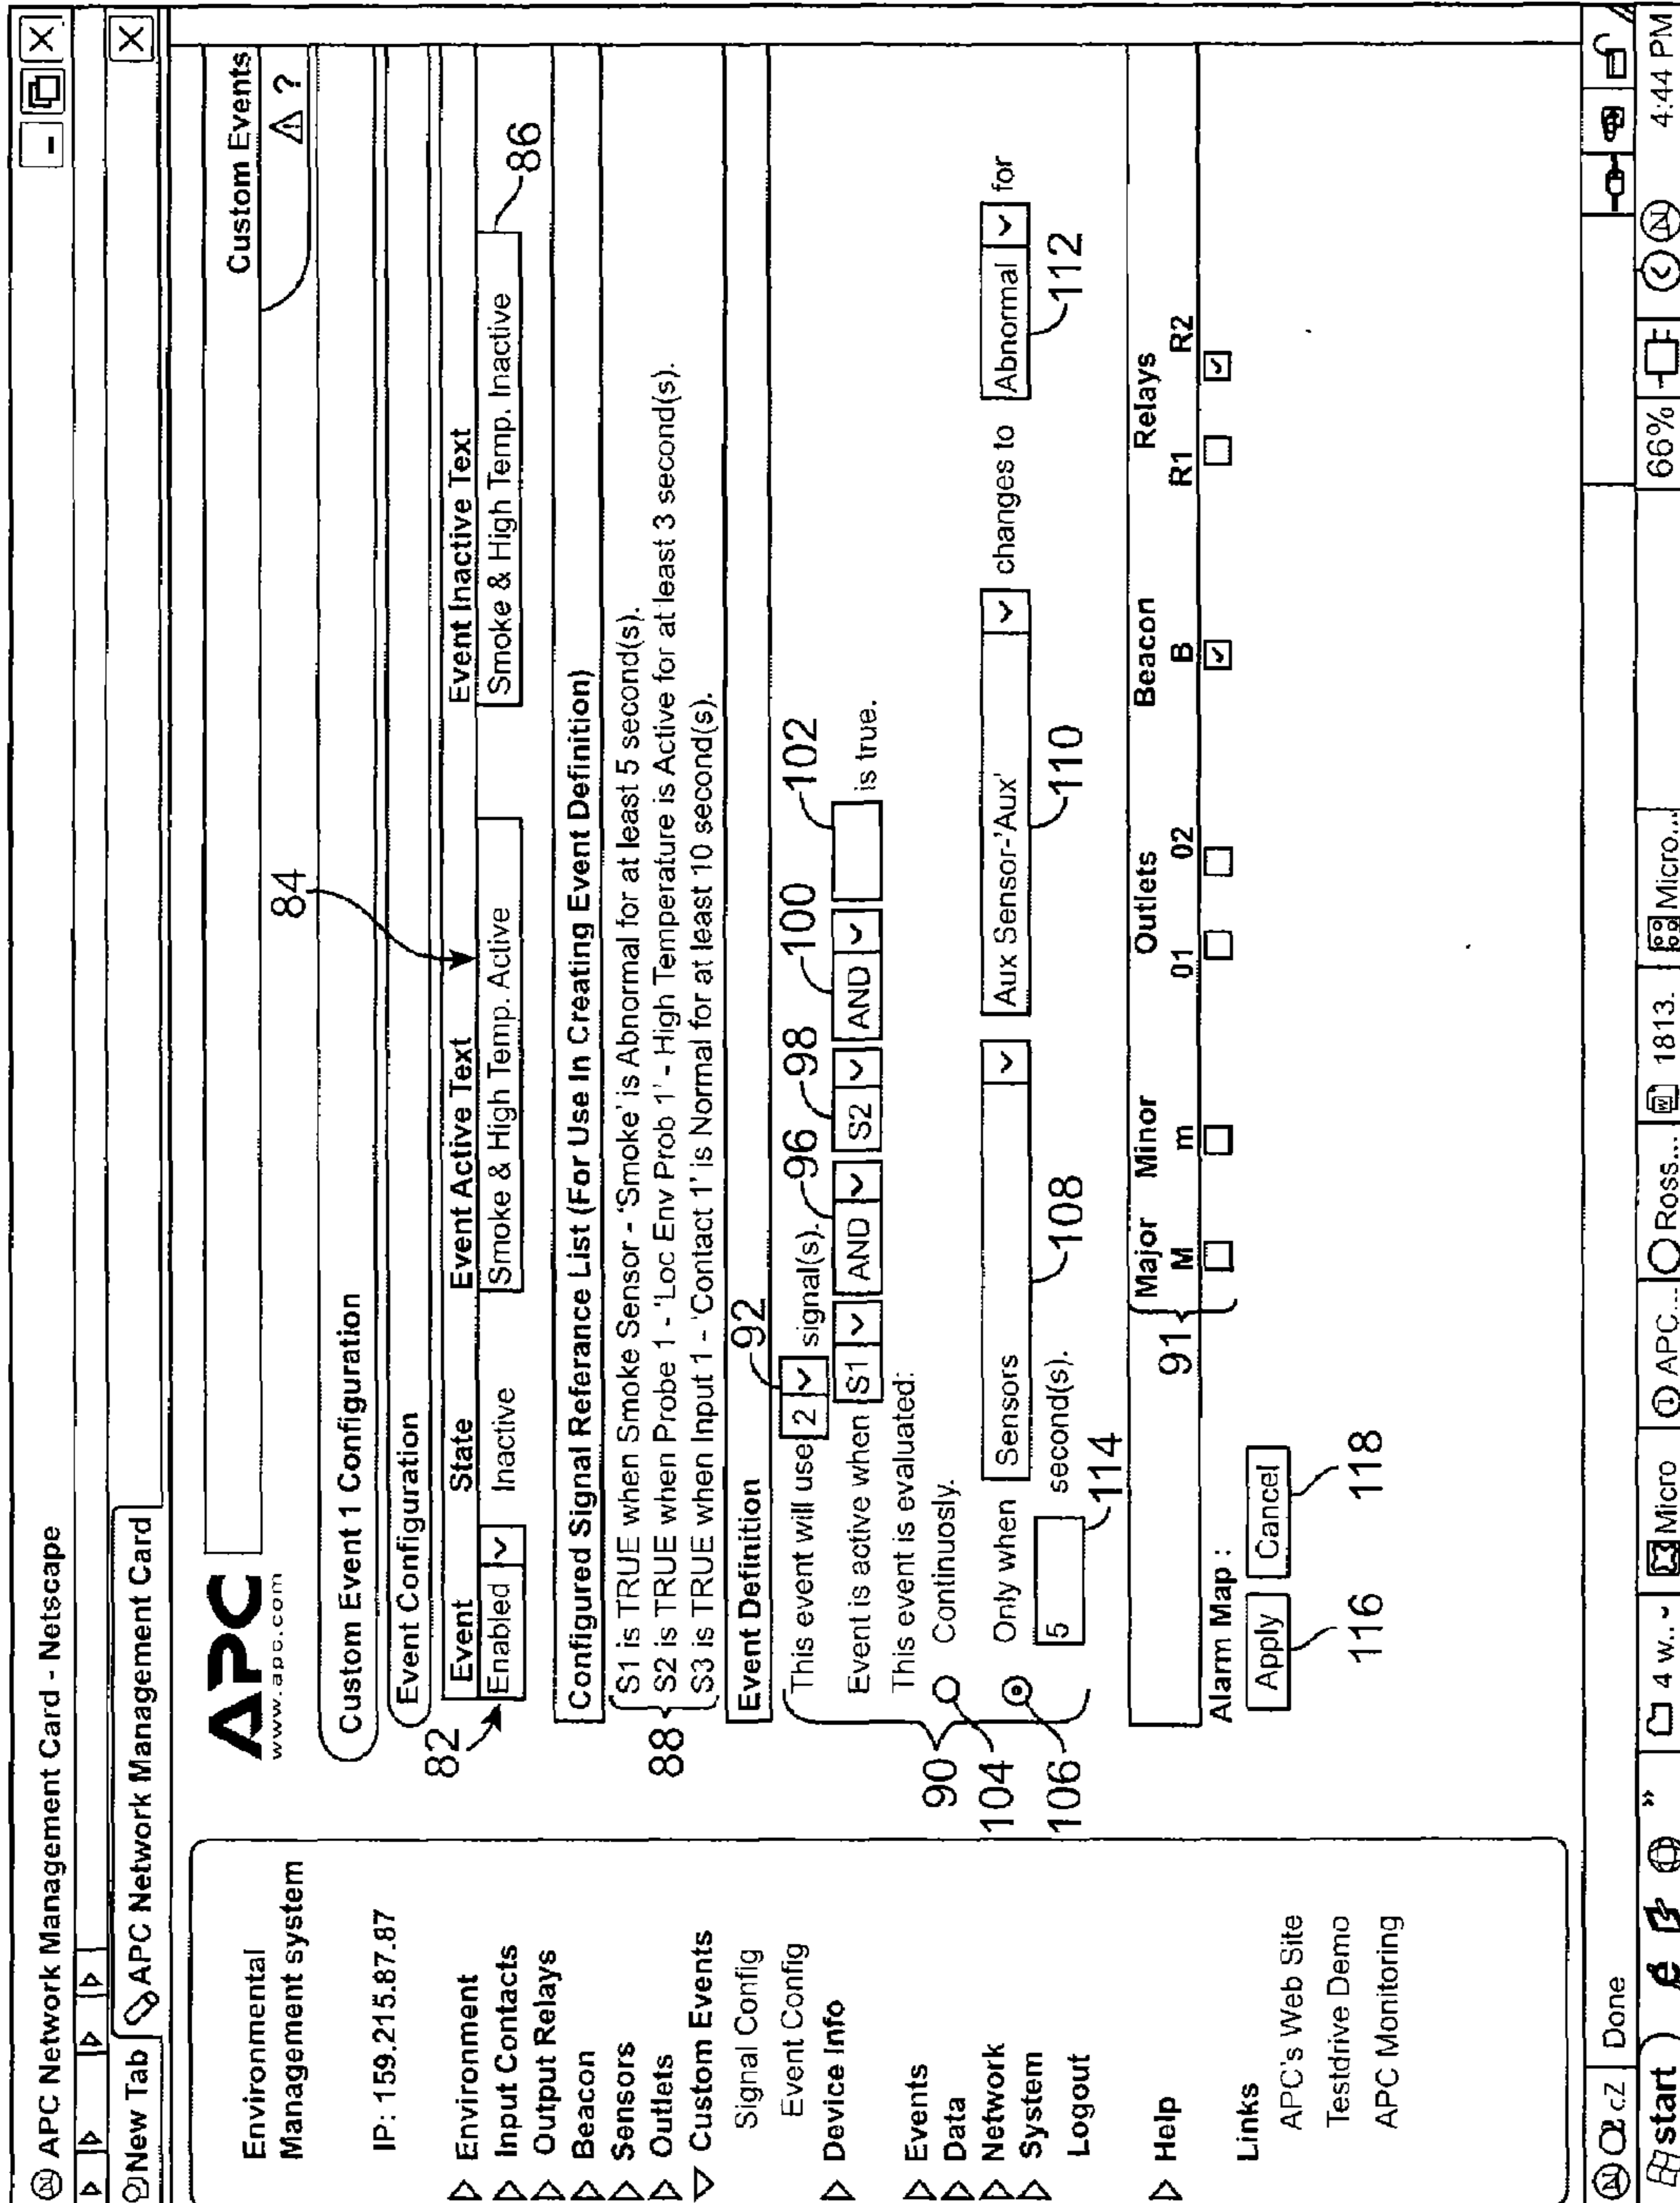 APC Network Management Card - Netscape
New Tab APC Network Management Card
Environmental
Management system
IP: 159.215.87.87
Environment
Input Contacts
Output Relays
Beacon
Sensors
Outlets
Custom Events
Signal Config
Event Config
Device Info
Events
Data
Network
System
Logout
Help
Links
APC's Web Site
Testdrive Demo
APC Monitoring
APC
www.apc.com
Custom Events
?
Custom Event 1 Configuration
84
Event Configuration
Event State Event Active Text Event Inactive Text
82 Enabled Inactive Smoke & High Temp. Active Smoke & High Temp. Inactive 86
Configured Signal Referance List (For Use In Creating Event Definition)
88
S1 is TRUE when Smoke Sensor - 'Smoke' is Abnormal for at least 5 second(s).
S2 is TRUE when Probe 1 - 'Loc Env Prob 1' - High Temperature is Active for at least 3 second(s).
S3 is TRUE when Input 1 - 'Contact 1' is Normal for at least 10 second(s).
Event Definition 92
This event will use 2 signal(s). 96 98 100 102
Event is active when S1 AND S2 AND is true.
This event is evaluated:
90
104 Continuosly.
106 Only when Sensors Aux Sensor-'Aux' changes to Abnormal for
5 second(s).
114 108 110 112
91 Major Minor Outlets Beacon Relays
M m 01 02 B R1 R2
Alarm Map :
Apply Cancel
116 118
Done
start 4 w.. Micro APC... Ross... 1813. Micro... 66% 4:44 PM